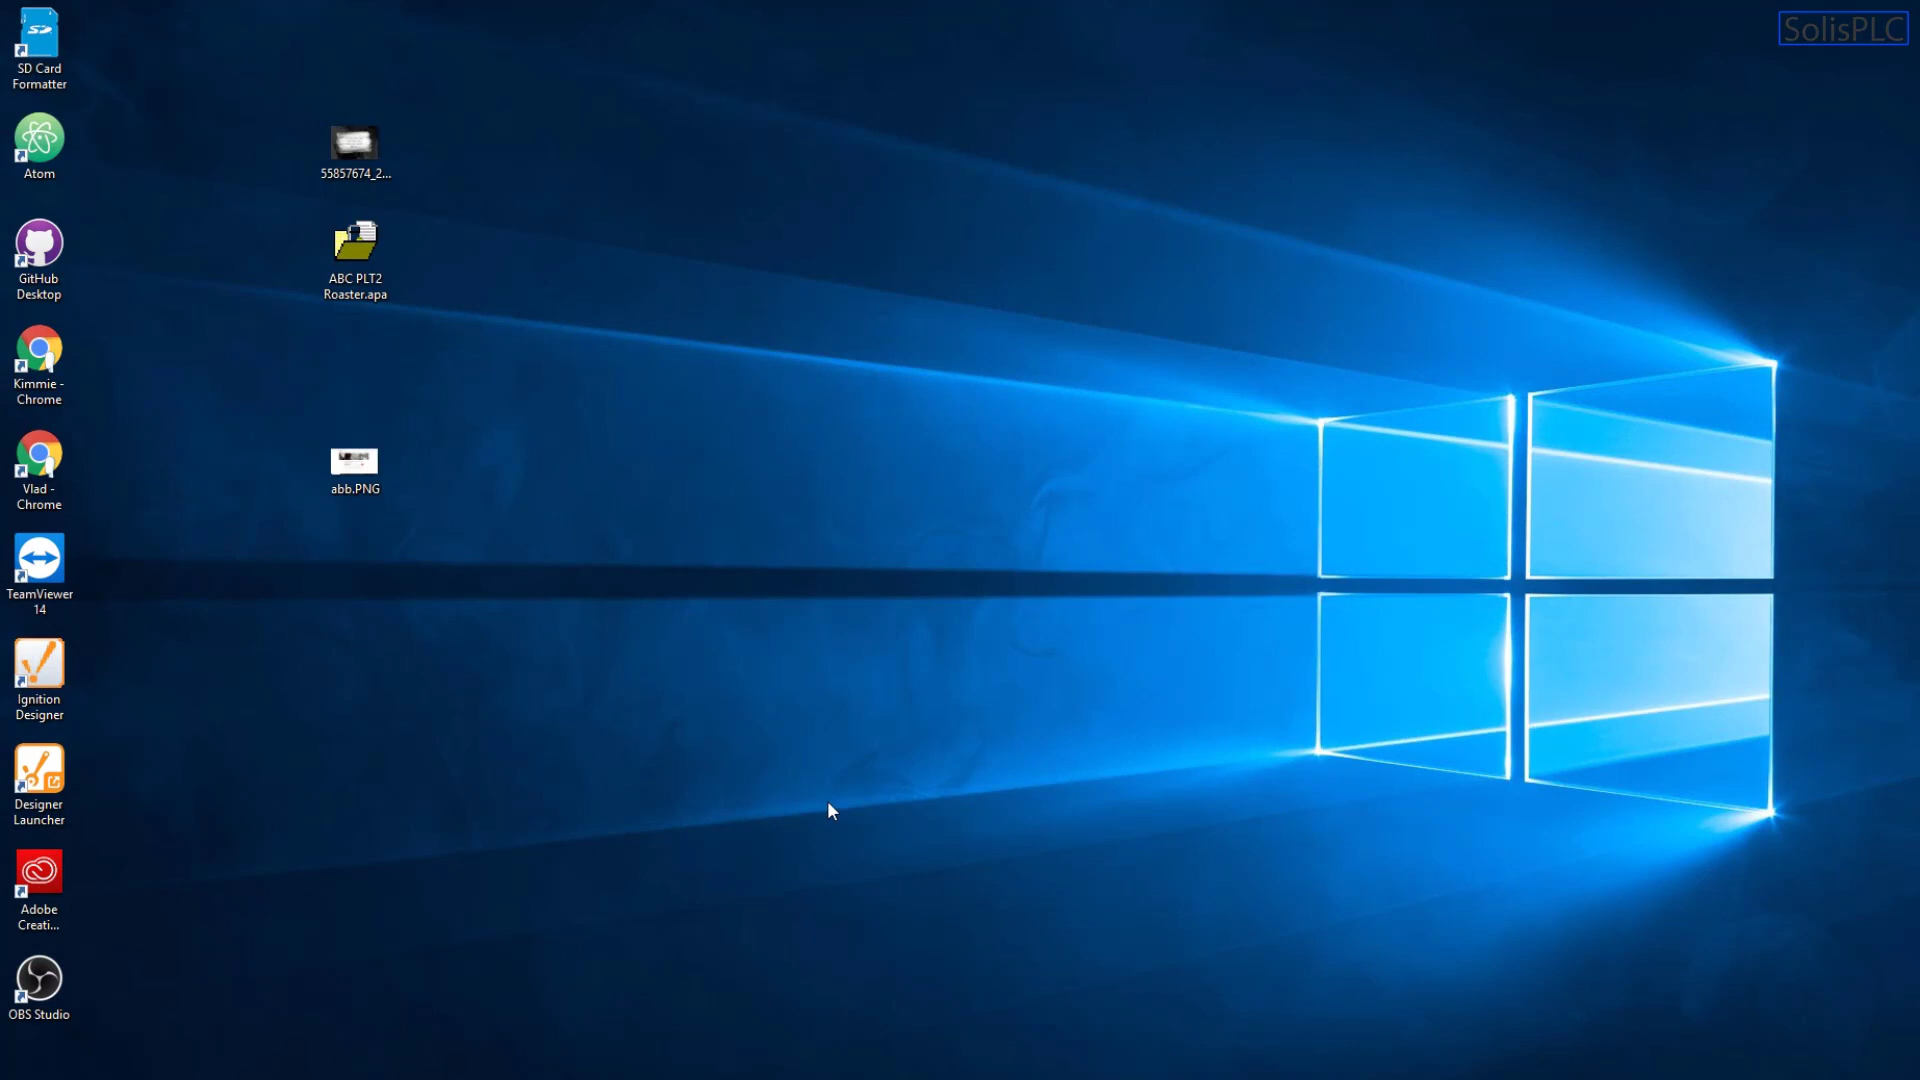 SolisPLC
SD Card
Formatter
Atom
GitHub
Desktop
Kimmie -
Chrome
Vlad -
Chrome
TeamViewer
14
Ignition
Designer
Designer
Launcher
Adobe
Creati...
OBS Studio
55857674_2...
ABC PLT2
Roaster.apa
abb.PNG